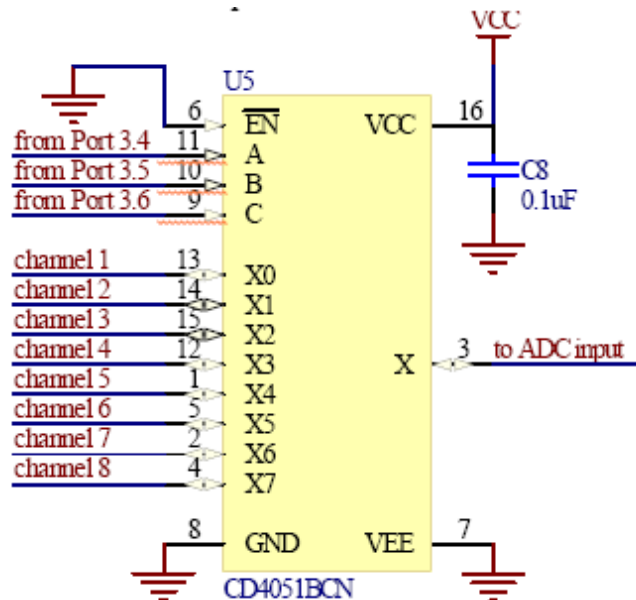 VCC
U5
6 EN VCC 16
from Port 3.4 11 A
from Port 3.5 10 B C8
from Port 3.6 9 C 0.1uF
channel 1 13 X0
channel 2 14 X1
channel 3 15 X2
channel 4 12 X3 X 3 to ADC input
channel 5 1 X4
channel 6 5 X5
channel 7 2 X6
channel 8 4 X7
8 GND VEE 7
CD4051BCN